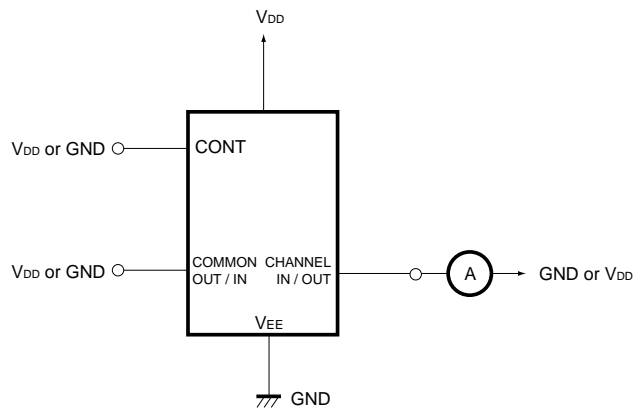 VDD
VDD or GND
CONT
VDD or GND
COMMON OUT / IN
CHANNEL IN / OUT
A
GND or VDD
VEE
GND